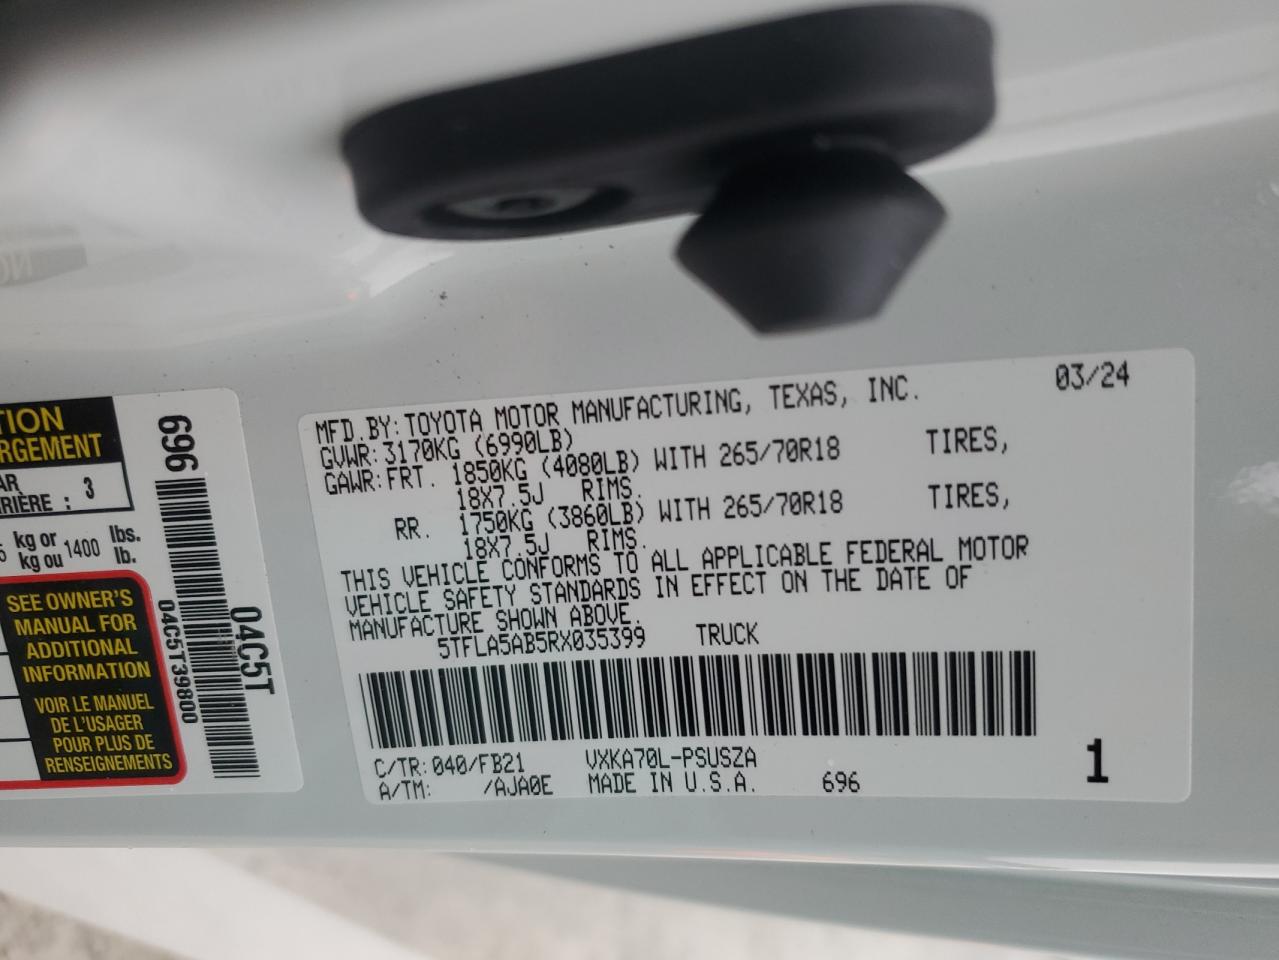 TION
RGEMENT
AR
RIÈRE : 3
kg or 1400 lbs.
kg ou lb.
SEE OWNER'S
MANUAL FOR
ADDITIONAL
INFORMATION
VOIR LE MANUEL
DE L'USAGER
POUR PLUS DE
RENSEIGNEMENTS
696
04C5T39800
04C5T
MFD.BY:TOYOTA MOTOR MANUFACTURING, TEXAS, INC. 03/24
GVWR:3170KG (6990LB)
GAWR:FRT. 1850KG (4080LB) WITH 265/70R18 TIRES,
18X7.5J RIMS.
RR. 1750KG (3860LB) WITH 265/70R18 TIRES,
18X7.5J RIMS.
THIS VEHICLE CONFORMS TO ALL APPLICABLE FEDERAL MOTOR
VEHICLE SAFETY STANDARDS IN EFFECT ON THE DATE OF
MANUFACTURE SHOWN ABOVE.
5TFLA5AB5RX035399 TRUCK
C/TR:040/FB21 VXKA70L-PSUSZA
A/TM: /AJA0E MADE IN U.S.A. 696
1